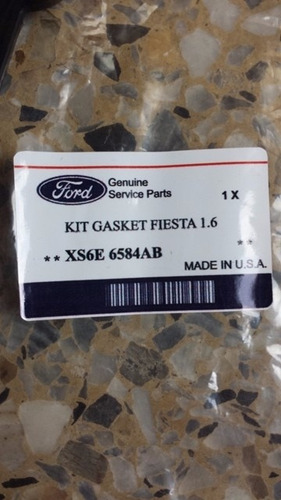 Ford
Genuine
Service Parts
1 X
KIT GASKET FIESTA 1.6
** XS6E 6584AB **
MADE IN U.S.A.